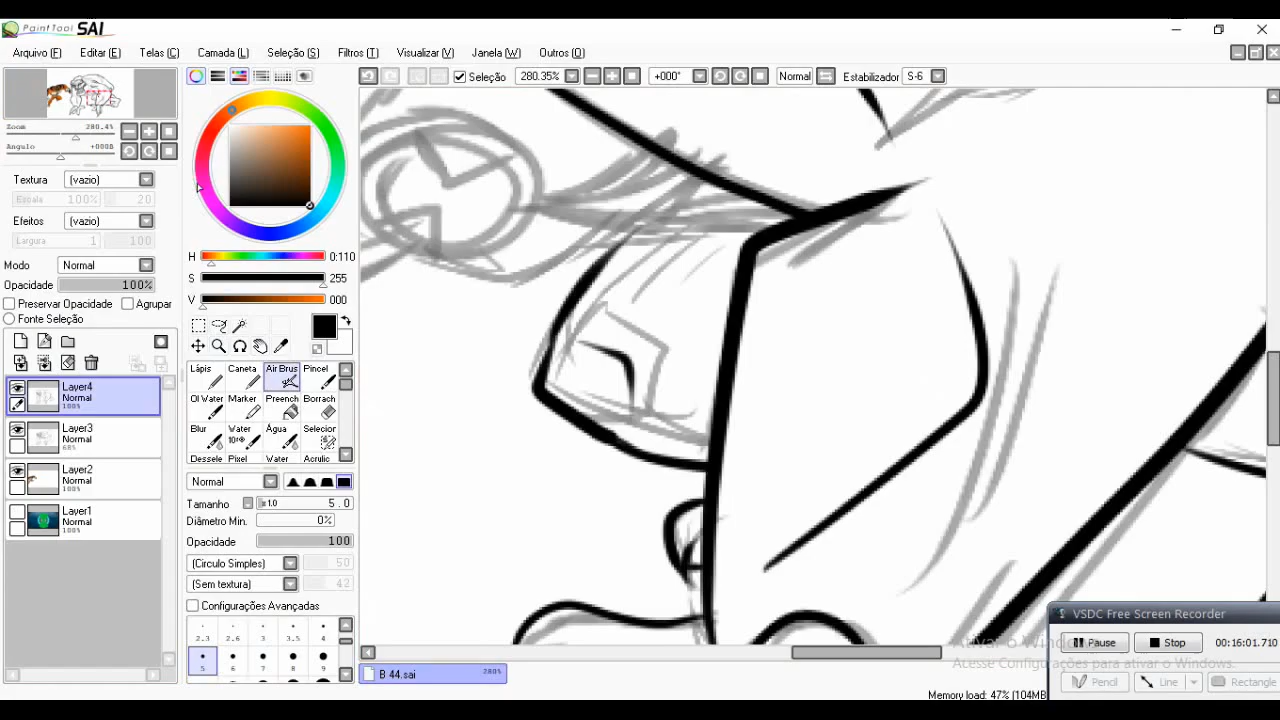 PaintTool SAI
Arquivo (F) Editar (E) Telas (C) Camada (L) Seleção (S) Filtros (T) Visualizar (V) Janela (W) Outros (O)
Seleção 280.35% +000° Normal Estabilizador S-6
Zoom 280.4%
Angulo +000°
Textura (vazio)
Escala 100% 20
Efeitos (vazio)
Largura 1 100
Modo Normal
Opacidade 100%
Preservar Opacidade Agrupar
Fonte Seleção
Layer4
Normal
100%
Layer3
Normal
68%
Layer2
Normal
100%
Layer1
Normal
100%
H 0:110
S 255
V 000
Lápis Caneta Air Brus Pincel
Ol Water Marker Preench Borrach
Blur Water Água Selecior
Dessele Pixel Water Acrulic
Normal
Tamanho x1.0 5.0
Diâmetro Min. 0%
Opacidade 100
(Circulo Simples) 50
(Sem textura) 42
Configurações Avançadas
2.3 2.6 3 3.5 4
5 6 7 8 9
B 44.sai 280%
Memory load: 47% (104MB
VSDC Free Screen Recorder
Pause Stop 00:16:01.710
Pencil Line Rectangle
Ativar o Windows
Acesse Configurações para ativar o Windows.